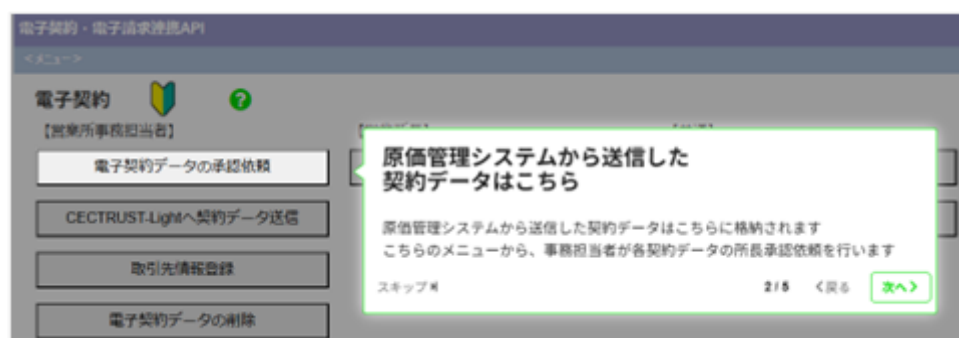 電子契約・電子請求連携API
<メニュー>
電子契約
【営業所事務担当者】
電子契約データの承認依頼
CECTRUST-Lightへ契約データ送信
取引先情報登録
電子契約データの削除
原価管理システムから送信した
契約データはこちら
原価管理システムから送信した契約データはこちらに格納されます
こちらのメニューから、事務担当者が各契約データの所長承認依頼を行います
スキップ
2/5
く戻る
次へ>